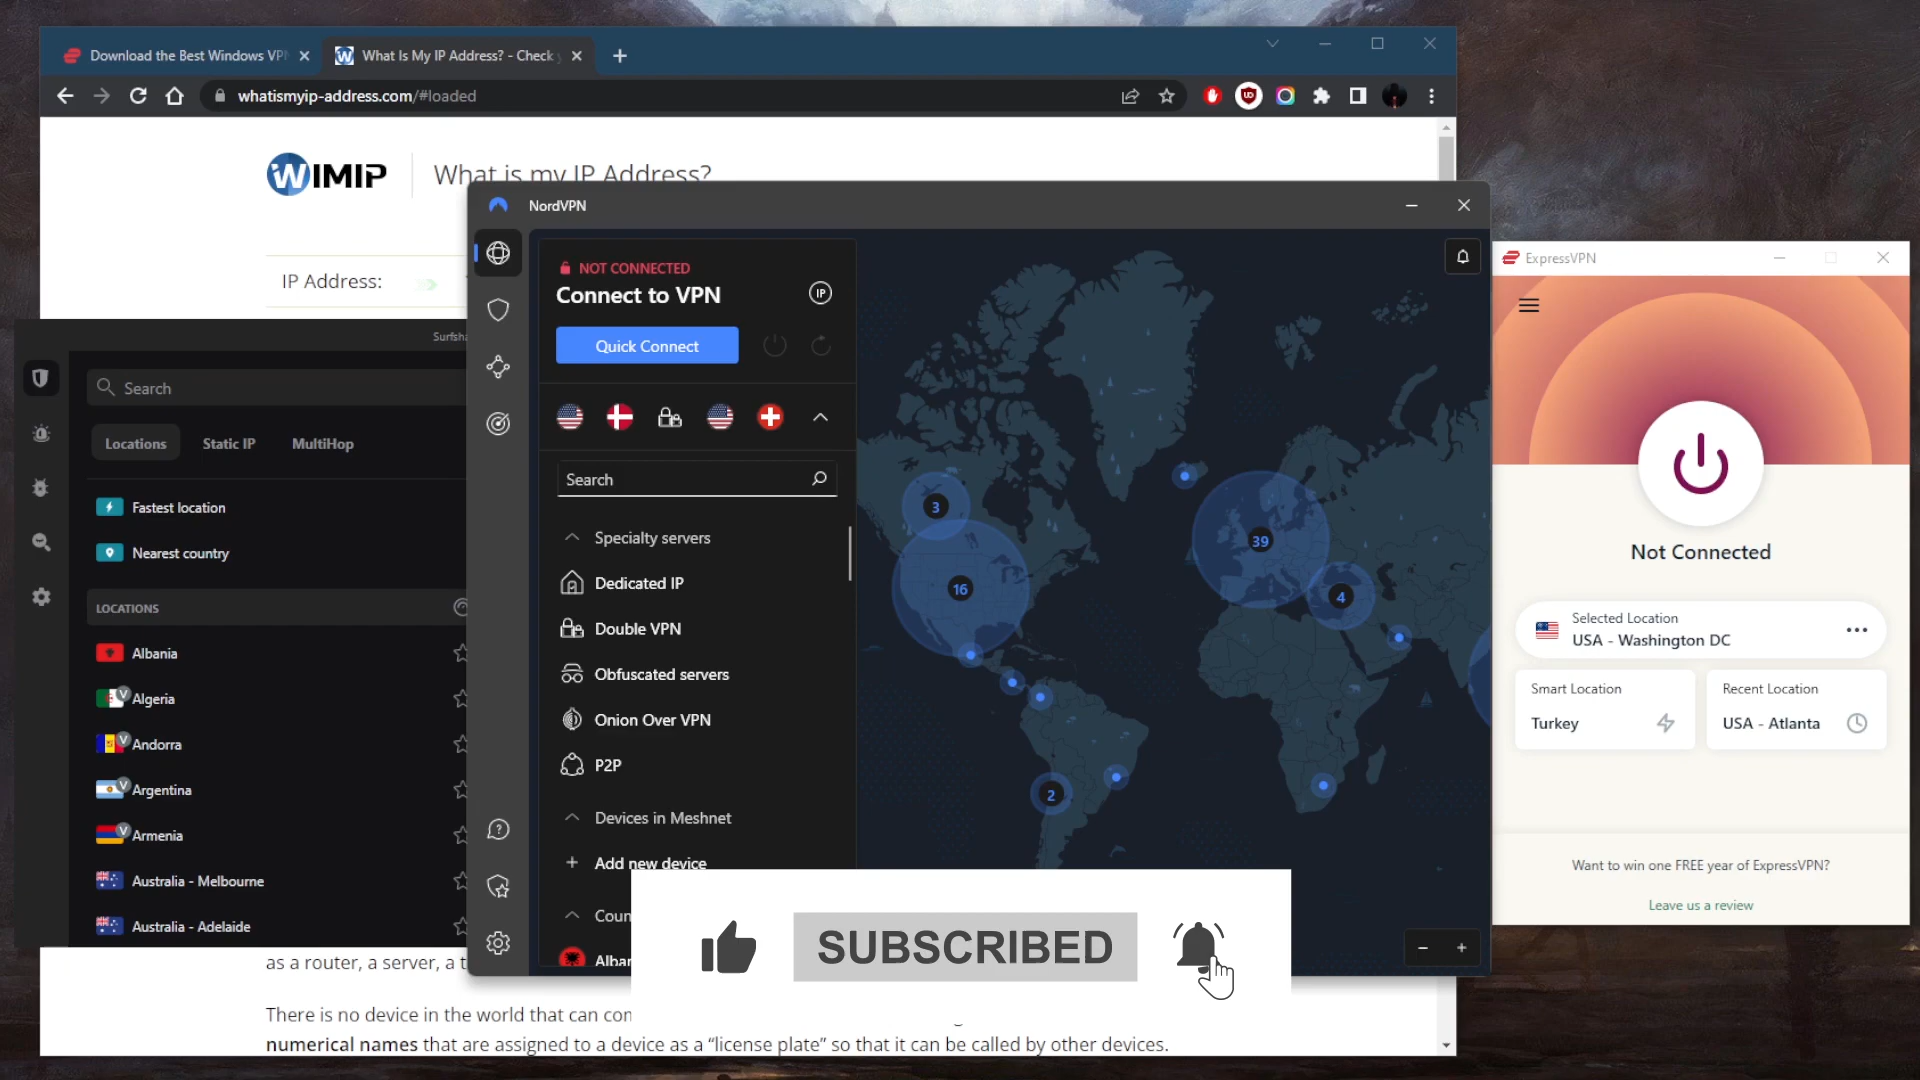 Download the Best Windows VP
What Is My IP Address? - Check
whatismyip-address.com/#loaded
WIMIP
What is my IP Address?
IP Address:
Surfsha
Search
Locations
Static IP
MultiHop
Fastest location
Nearest country
LOCATIONS
Albania
V
Algeria
V
Andorra
V
Argentina
V
Armenia
Australia - Melbourne
Australia - Adelaide
NordVPN
NOT CONNECTED
Connect to VPN
IP
Quick Connect
Search
Specialty servers
Dedicated IP
Double VPN
Obfuscated servers
Onion Over VPN
P2P
Devices in Meshnet
Add new device
Coun
Alban
3
16
39
4
2
ExpressVPN
Not Connected
Selected Location
USA - Washington DC
Smart Location
Turkey
Recent Location
USA - Atlanta
Want to win one FREE year of ExpressVPN?
Leave us a review
SUBSCRIBED
as a router, a server, a t
There is no device in the world that can con
numerical names that are assigned to a device as a “license plate” so that it can be called by other devices.